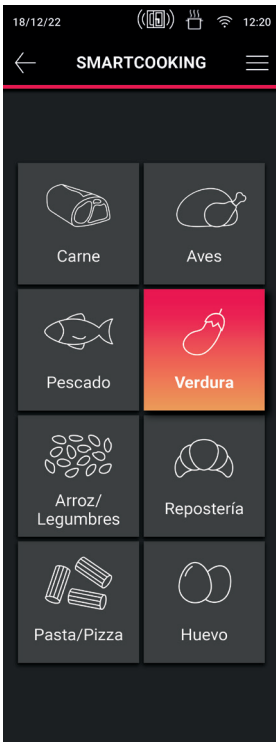 18/12/22 12:20
SMARTCOOKING
Carne Aves
Pescado Verdura
Arroz/
Legumbres
Repostería
Pasta/Pizza Huevo